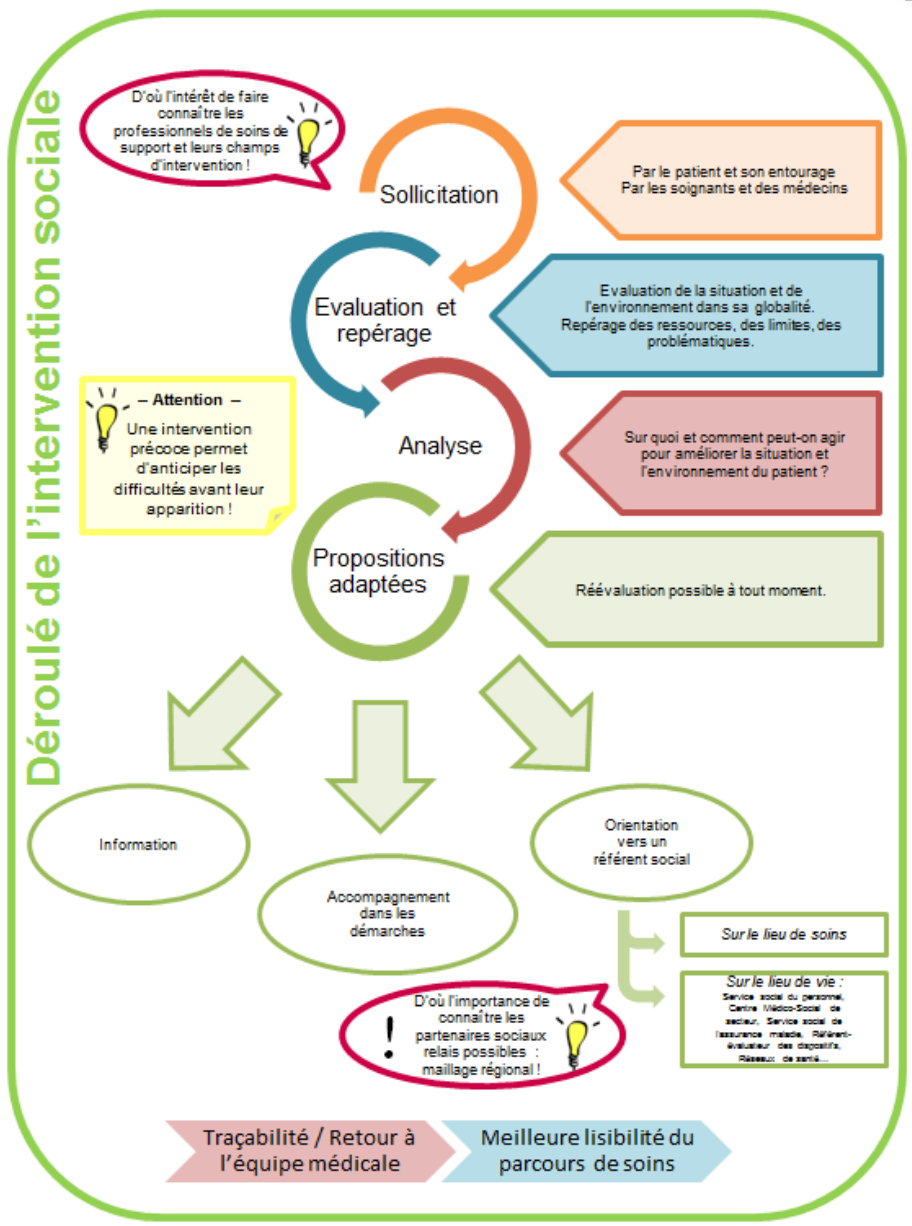 Déroulé de l'intervention sociale
D'où l'intérêt de faire
connaître les
professionnels de soins de
support et leurs champs
d'intervention !
Sollicitation
Par le patient et son entourage
Par les soignants et des médecins
Evaluation et
repérage
Evaluation de la situation et de
l'environnement dans sa globalité.
Repérage des ressources, des limites, des
problématiques.
– Attention –
Une intervention
précoce permet
d'anticiper les
difficultés avant leur
apparition !
Analyse
Sur quoi et comment peut-on agir
pour améliorer la situation et
l'environnement du patient ?
Propositions
adaptées
Réévaluation possible à tout moment.
Information
Accompagnement
dans les
démarches
Orientation
vers un
référent social
Sur le lieu de soins
Sur le lieu de vie :
Service social du personnel,
Centre Médico-Social de
secteur, Service social de
l'assurance maladie, Référent-
évaluateur des dispositifs,
Réseaux de santé...
!
D'où l'importance de
connaître les
partenaires sociaux
relais possibles :
maillage régional !
Traçabilité / Retour à
l'équipe médicale
Meilleure lisibilité du
parcours de soins